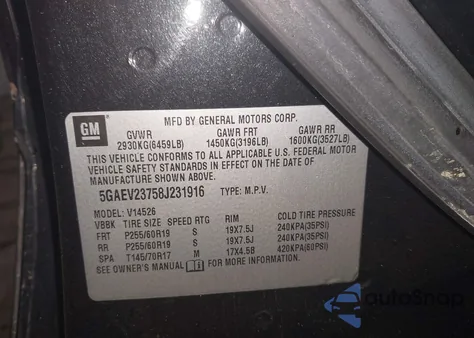 GM
MFD. BY GENERAL MOTORS CORP.
GVWR GAWR FRT GAWR RR
2930KG(6459LB) 1450KG(3196LB) 1600KG(3527LB)
THIS VEHICLE CONFORMS TO ALL APPLICABLE U.S. FEDERAL MOTOR
VEHICLE SAFETY STANDARDS IN EFFECT ON THE DATE OF
MANUFACTURE SHOWN ABOVE.
5GAEV23758J231916 TYPE: M.P.V.
MODEL: V14526
VBBK TIRE SIZE SPEED RTG RIM COLD TIRE PRESSURE
FRT P255/60R19 S 19X7.5J 240KPA(35PSI)
RR P255/60R19 S 19X7.5J 240KPA(35PSI)
SPA T145/70R17 M 17X4.5B 420KPA(60PSI)
SEE OWNER'S MANUAL FOR MORE INFORMATION.
autoSnap